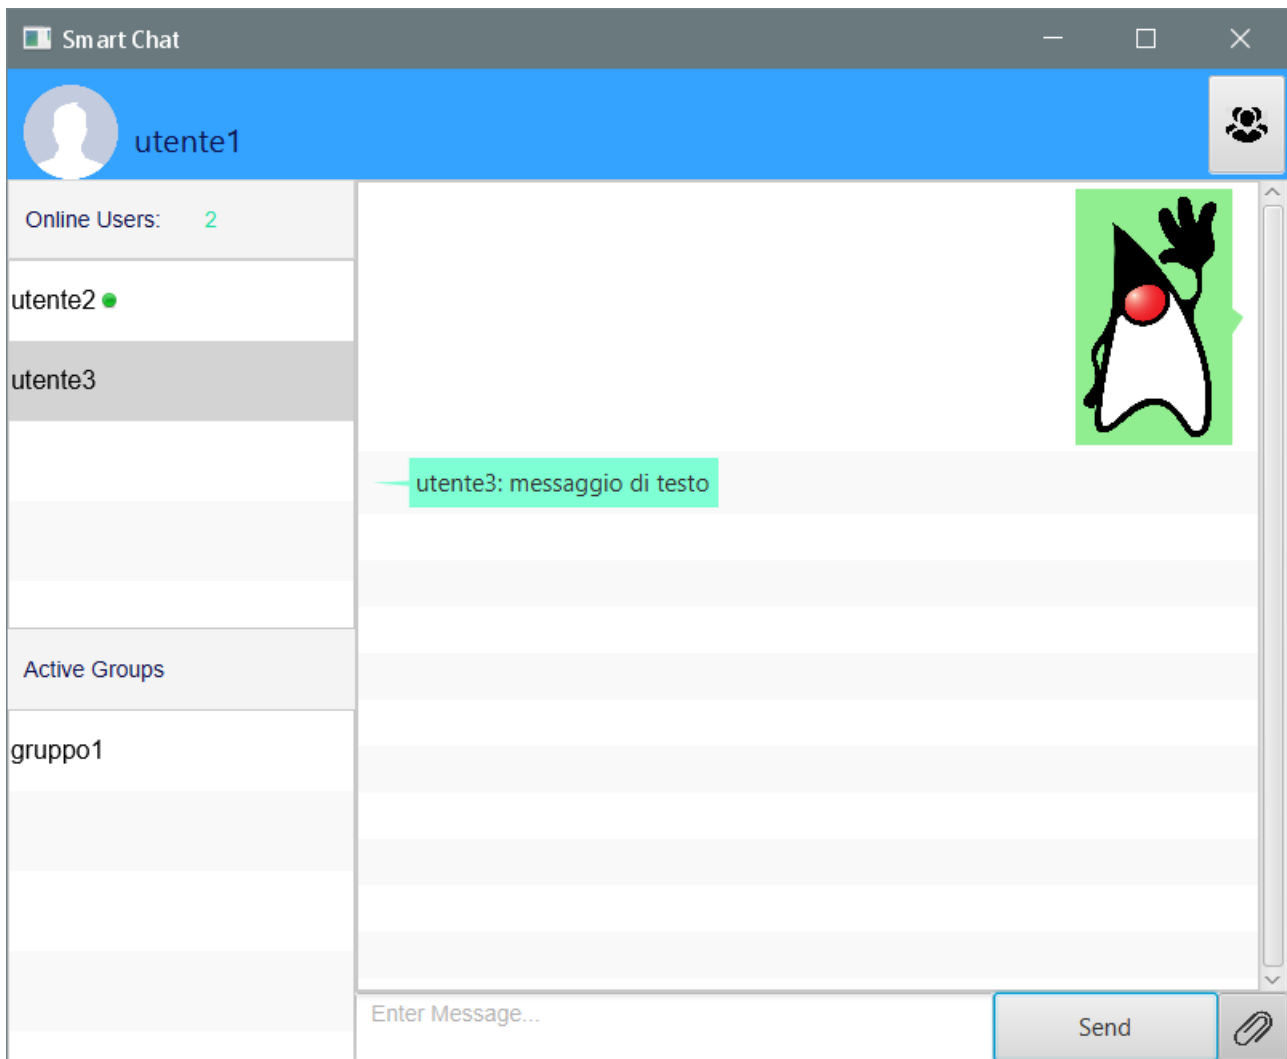 Smart Chat
utente1
Online Users: 2
utente2
utente3
utente3: messaggio di testo
Active Groups
gruppo1
Enter Message...
Send